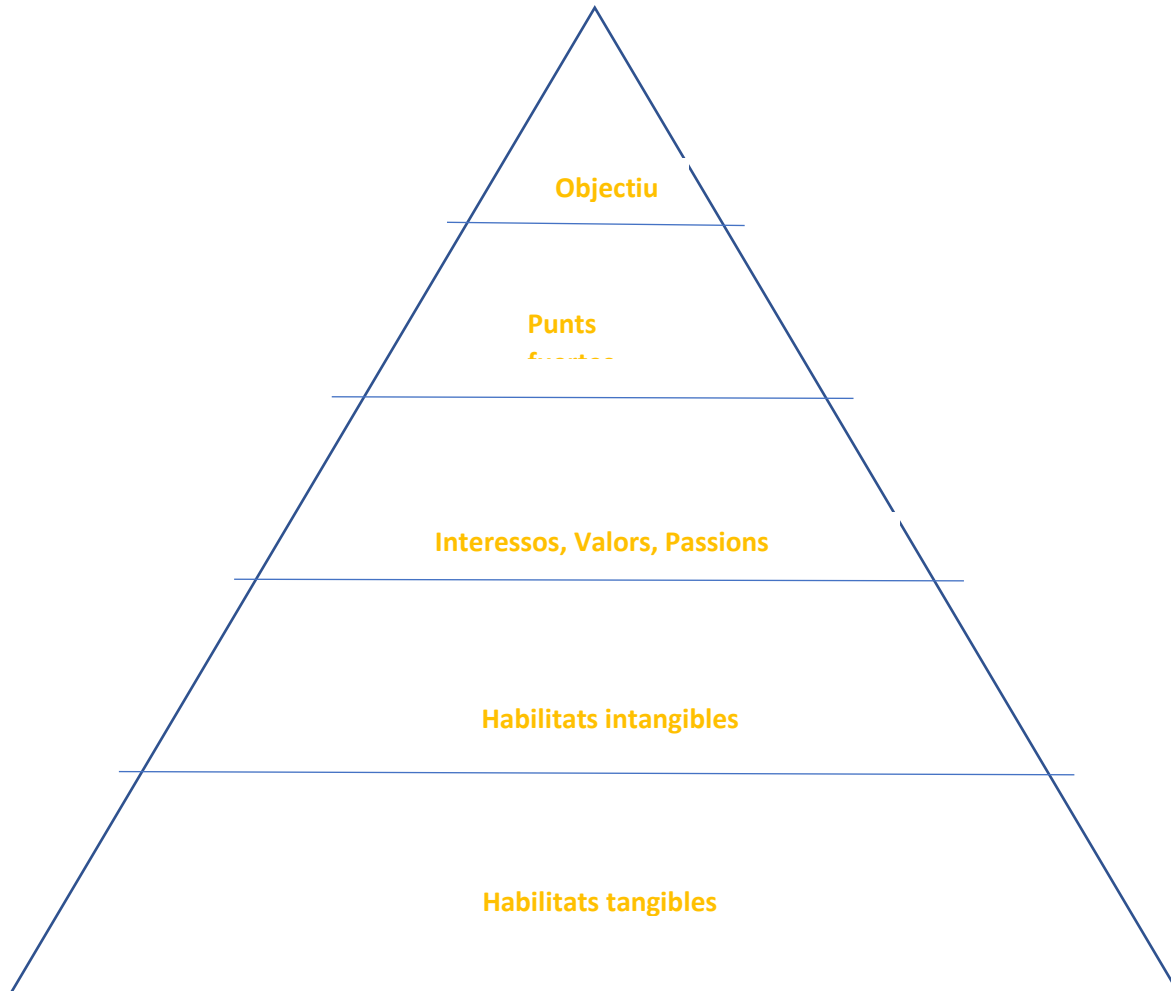 Objectiu
Punts
Interessos, Valors, Passions
Habilitats intangibles
Habilitats tangibles